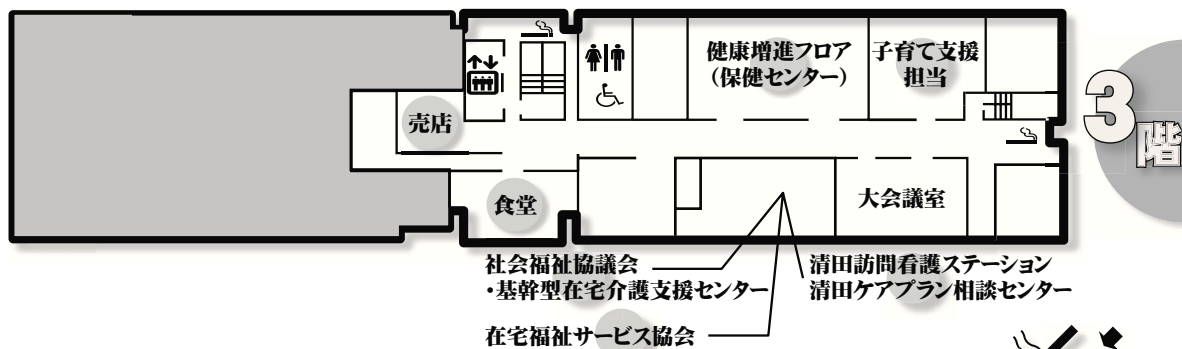 健康増進フロア
（保健センター）
子育て支援
担当
3階
売店
食堂
大会議室
社会福祉協議会
・基幹型在宅介護支援センター
清田訪問看護ステーション
清田ケアプラン相談センター
在宅福祉サービス協会